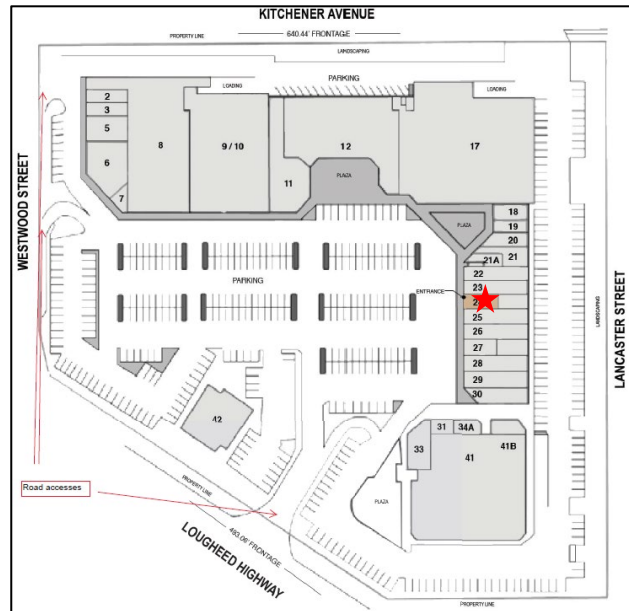 KITCHENER AVENUE
PROPERTY LINE
640.44' FRONTAGE
LANDSCAPING
PARKING
LOADING
LOADING
2
3
5
6
7
8
9 / 10
11
12
17
PLAZA
PLAZA
18
19
20
21
21A
22
23
ENTRANCE
25
26
27
28
29
30
PARKING
42
31
34A
33
41
41B
PLAZA
WESTWOOD STREET
LANDSCAPING
LANCASTER STREET
Road accesses
PROPERTY LINE
493.06' FRONTAGE
LOUGHEED HIGHWAY
PROPERTY LINE